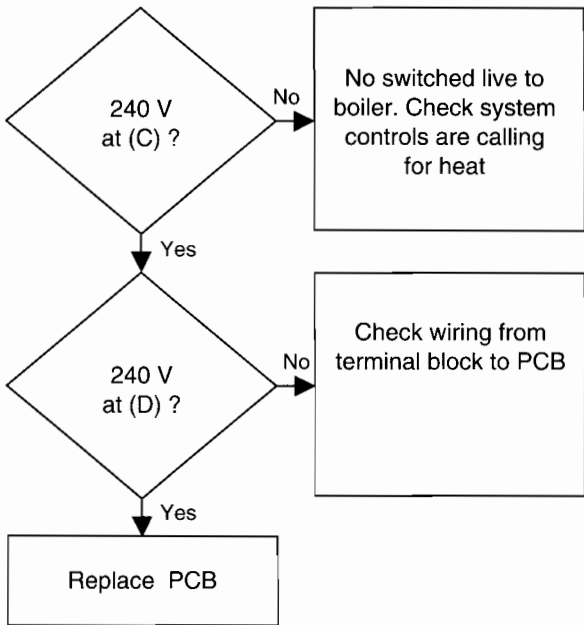 240 V
at (C) ?
No
No switched live to
boiler. Check system
controls are calling
for heat
Yes
240 V
at (D) ?
No
Check wiring from
terminal block to PCB
Yes
Replace PCB